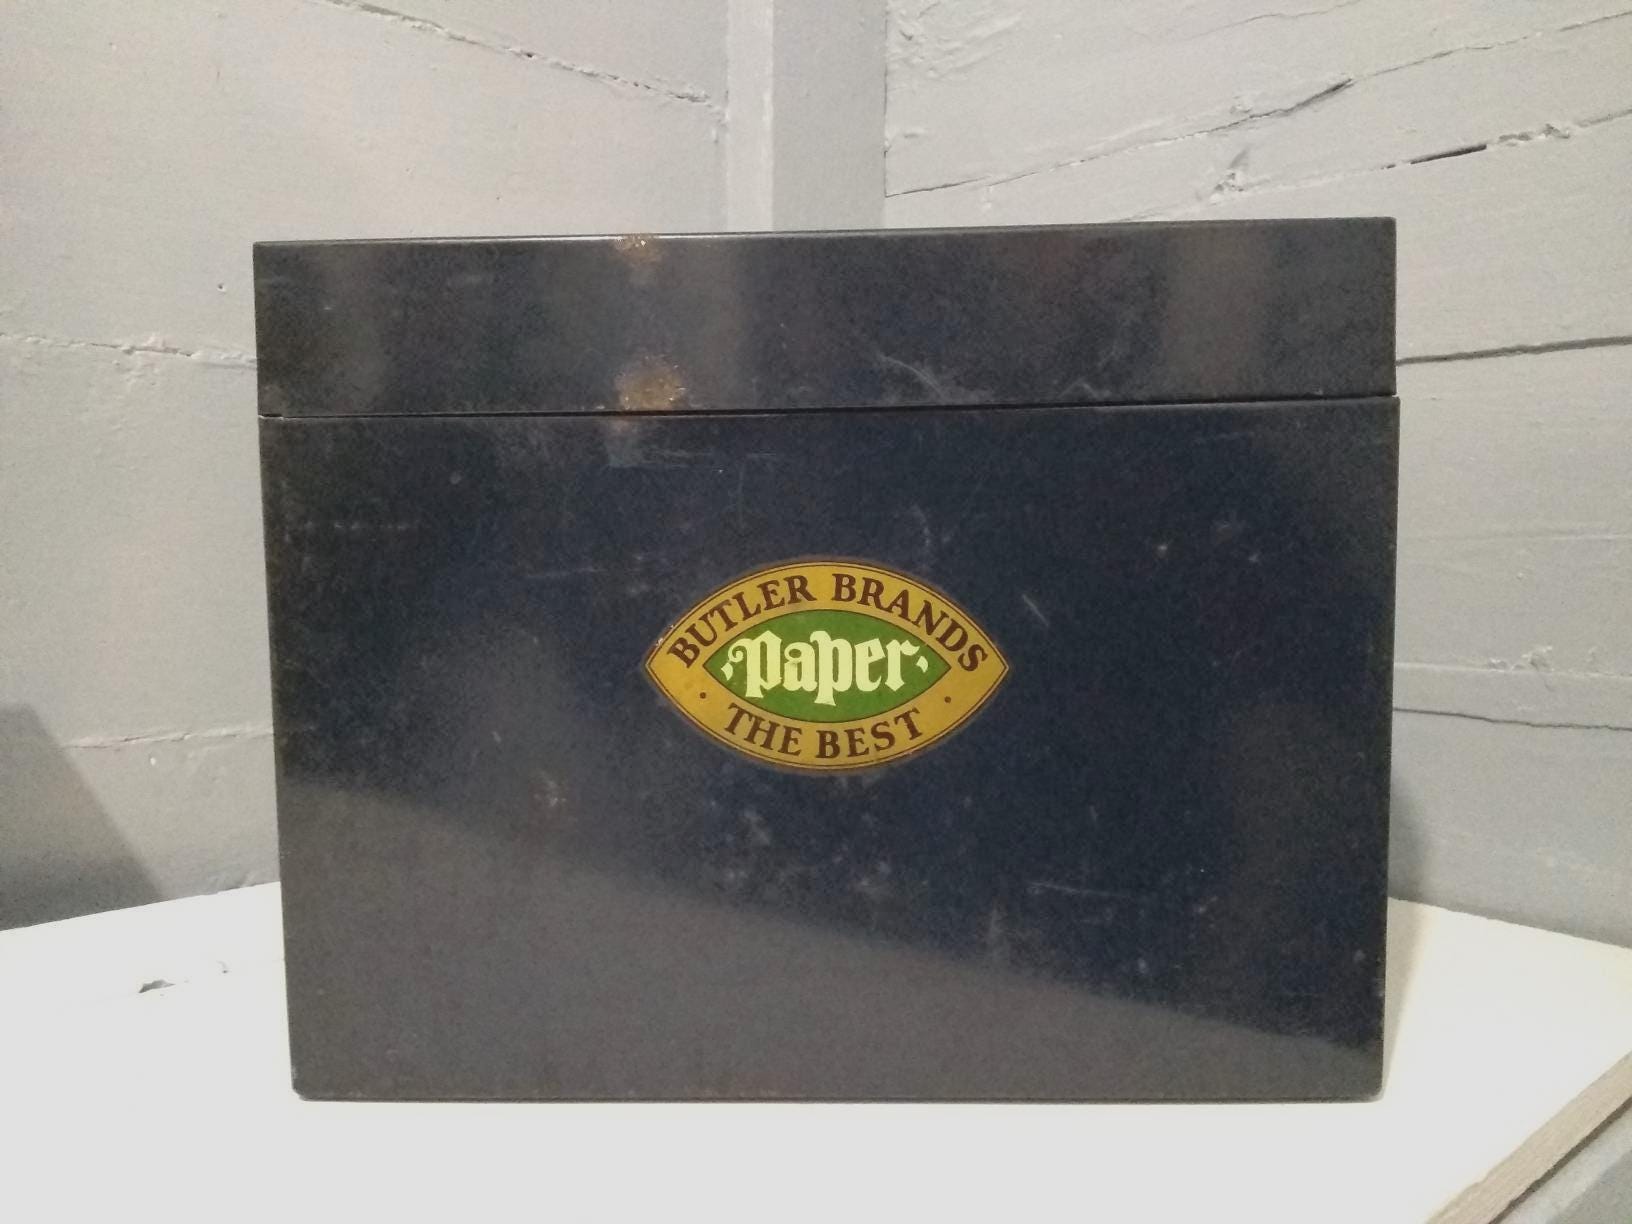 BUTLER BRANDS
paper
THE BEST